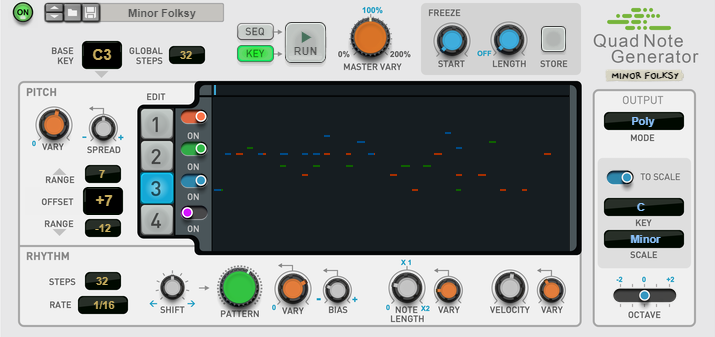 ON
Minor Folksy
BASE KEY
C3
GLOBAL STEPS
32
SEQ
KEY
RUN
100%
0%
200%
MASTER VARY
FREEZE
START
OFF
LENGTH
STORE
Quad Note
Generator
MINOR FOLKSY
PITCH
0
VARY
-
+
SPREAD
RANGE
7
OFFSET
+7
RANGE
-12
EDIT
1
ON
2
ON
3
ON
4
ON
OUTPUT
Poly
MODE
TO SCALE
C
KEY
Minor
SCALE
-2 0 +2
OCTAVE
RHYTHM
STEPS
32
RATE
1/16
SHIFT
PATTERN
0
VARY
-
+
BIAS
X 1
0
X2
NOTE LENGTH
0
VARY
VELOCITY
0
VARY